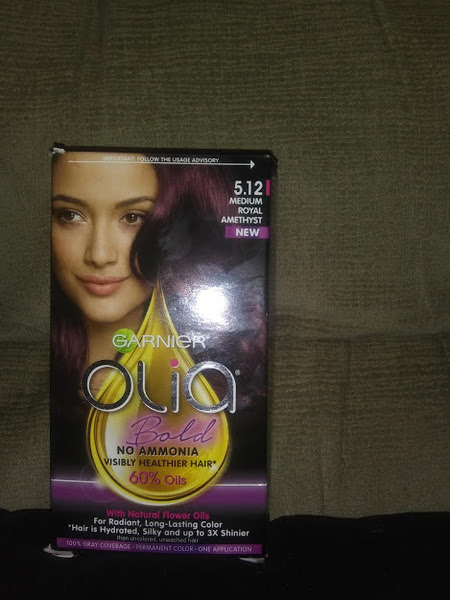 IMPORTANT: FOLLOW THE USAGE ADVISORY.
5.12
MEDIUM
ROYAL
AMETHYST
NEW
GARNIER
OLiA
Bold
NO AMMONIA
VISIBLY HEALTHIER HAIR*
60% Oils
With Natural Flower Oils
For Radiant, Long-Lasting Color
*Hair is Hydrated, Silky and up to 3X Shinier
than uncolored, unwashed hair
100% GRAY COVERAGE - PERMANENT COLOR - ONE APPLICATION